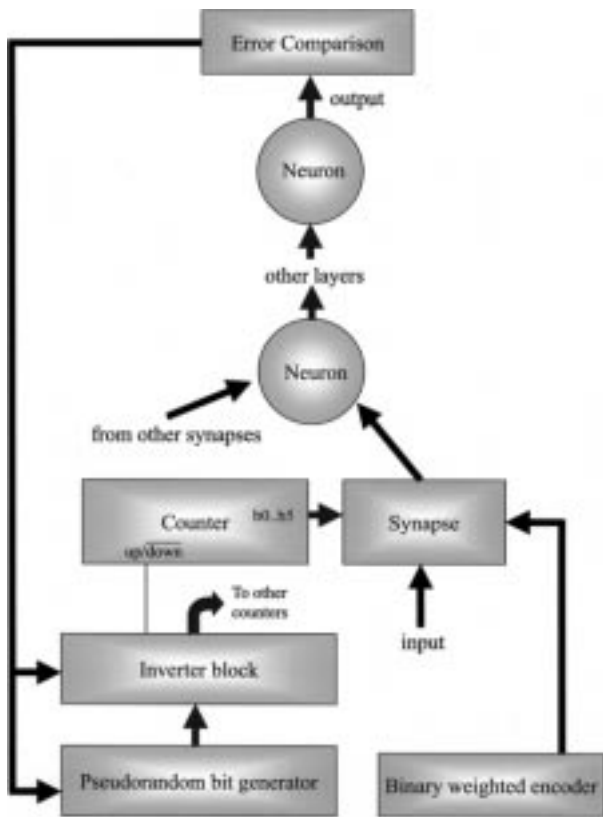 Error Comparison
output
Neuron
other layers
Neuron
from other synapses
Counter
b0..b5
up/down
Synapse
To other
counters
input
Inverter block
Pseudorandom bit generator
Binary weighted encoder